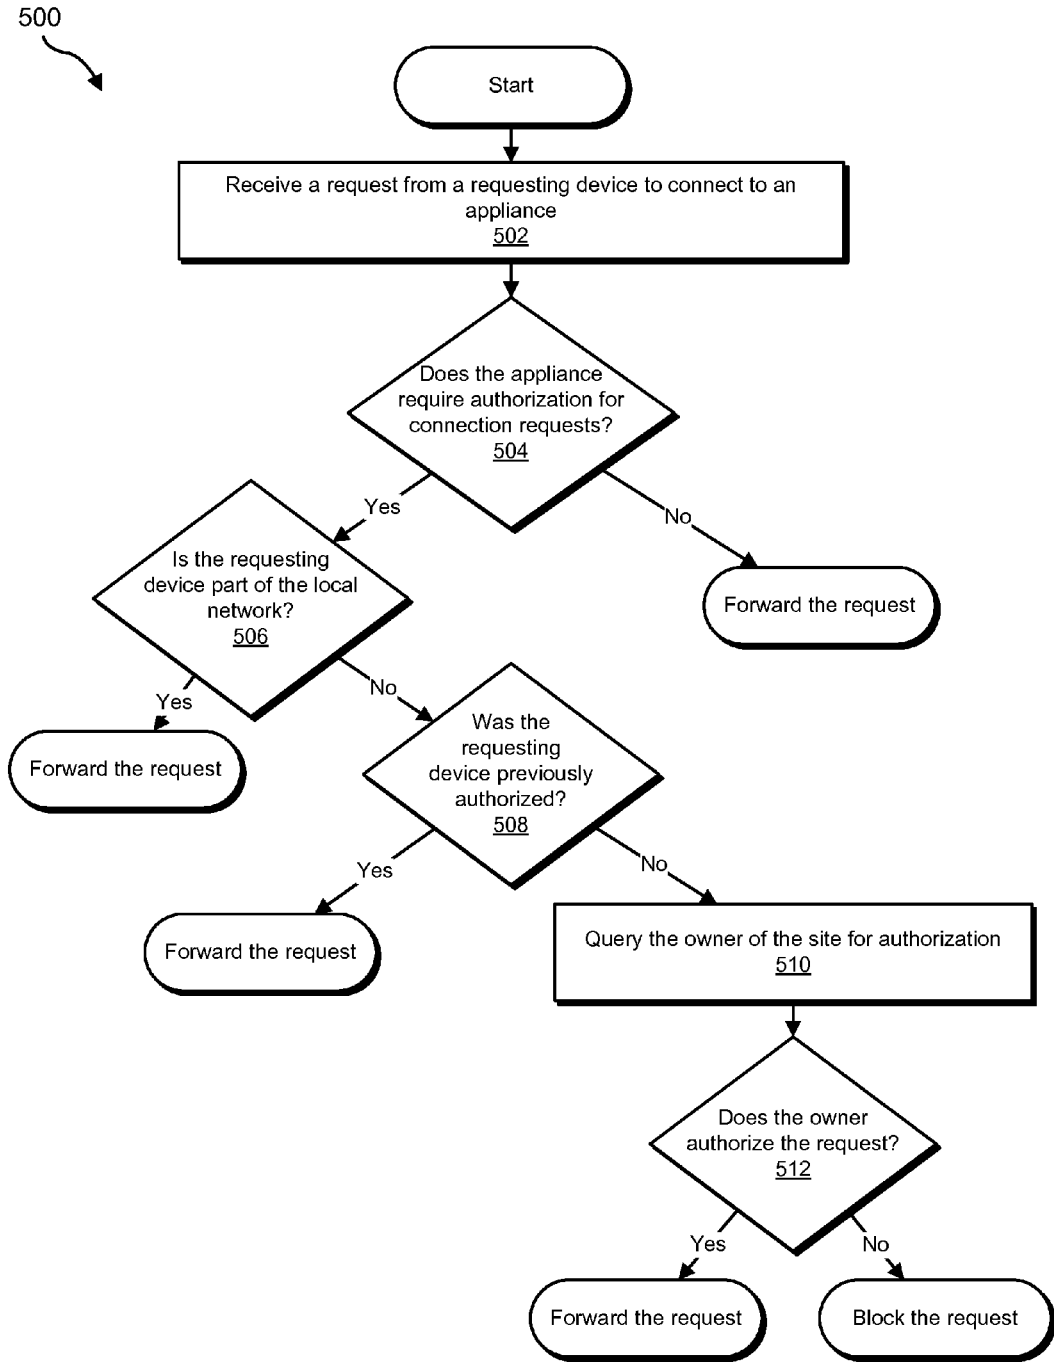 500
Start
Receive a request from a requesting device to connect to an
appliance
502
Does the appliance
require authorization for
connection requests?
504
Yes
No
Is the requesting
device part of the local
network?
506
Forward the request
Yes
No
Forward the request
Was the
requesting
device previously
authorized?
508
Yes
No
Forward the request
Query the owner of the site for authorization
510
Does the owner
authorize the request?
512
Yes
No
Forward the request
Block the request